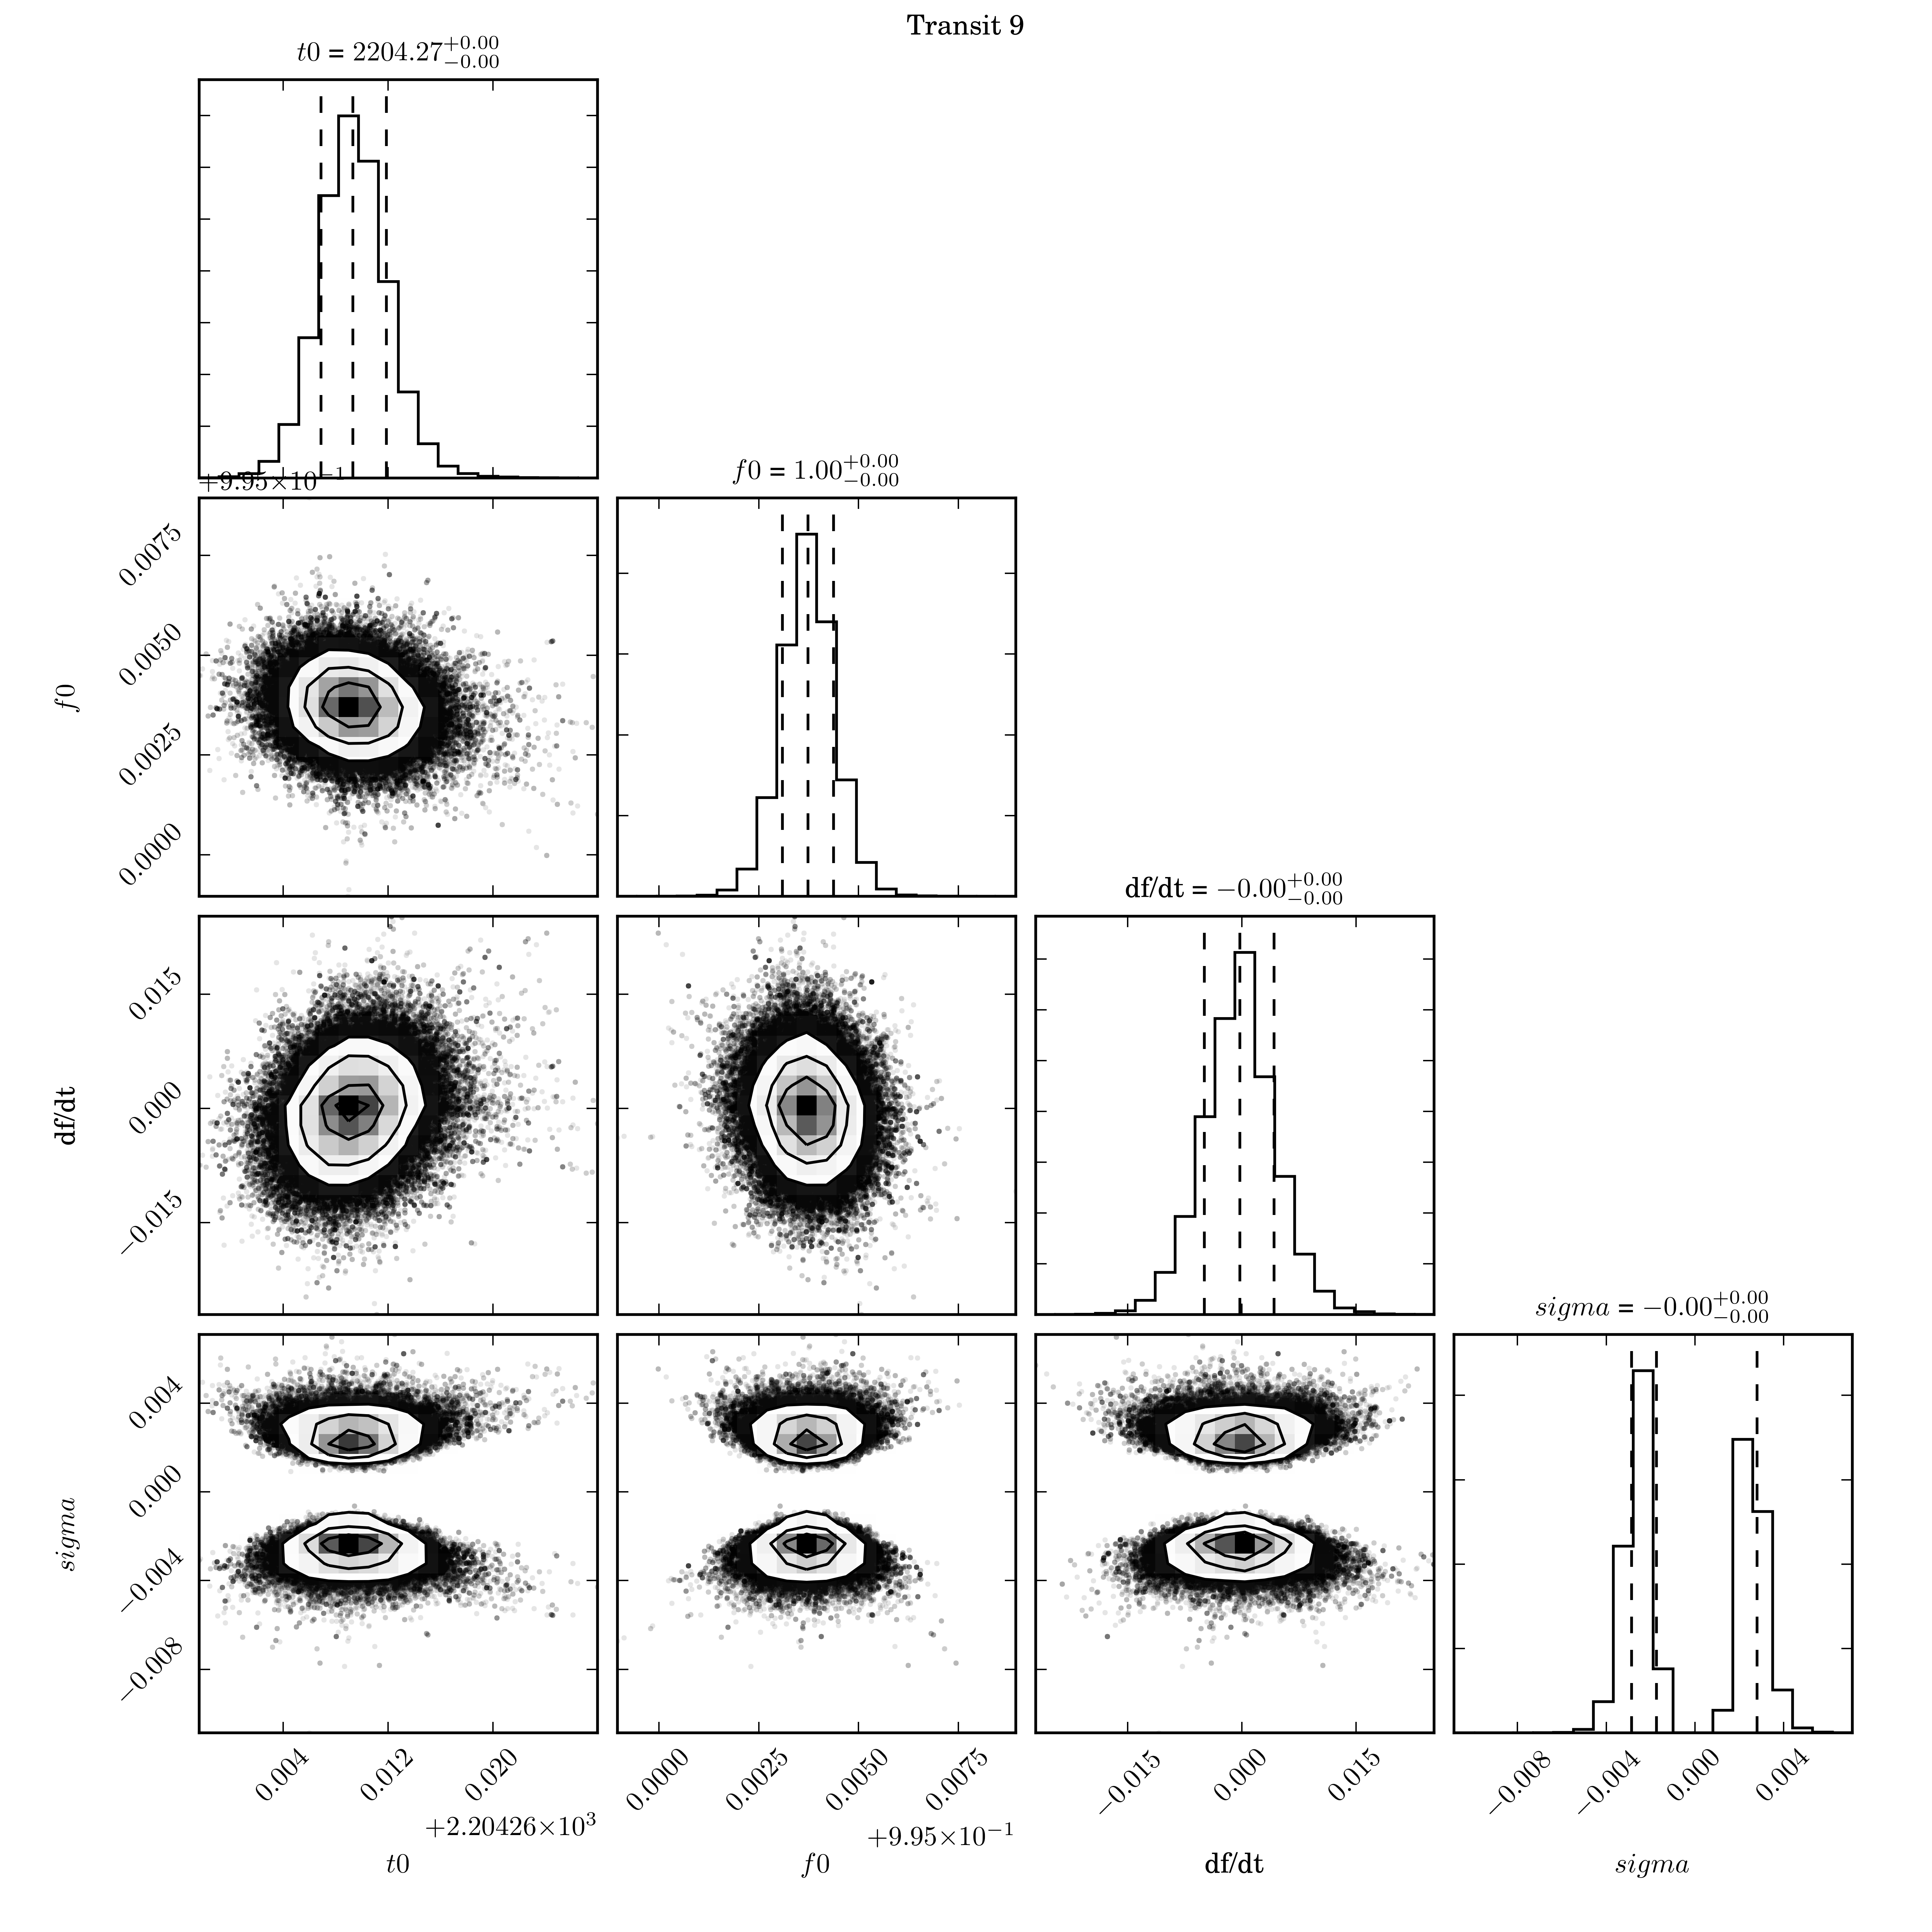 Transit 9
t0 = 2204.27+0.00−0.00
+9.95×10−1
f0 = 1.00+0.00−0.00
0.0075
0.0050
0.0025
0.0000
f0
df/dt = −0.00+0.00−0.00
0.015
0.000
−0.015
df/dt
sigma = −0.00+0.00−0.00
0.004
0.000
−0.004
−0.008
sigma
0.004 0.012 0.020
0.0000 0.0025 0.0050 0.0075
−0.015 0.000 0.015
−0.008 −0.004 0.000 0.004
+2.20426×103
+9.95×10−1
t0 f0 df/dt sigma